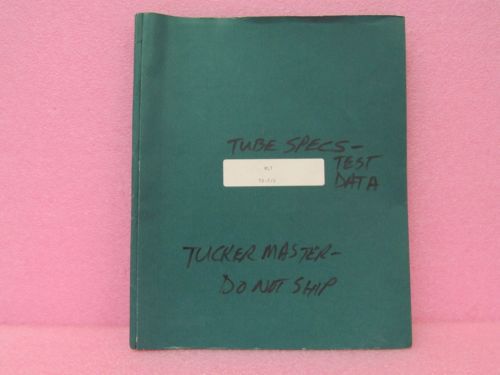 TUBE SPECS-
TEST
DATA
TUCKER MASTER-
DO NOT SHIP